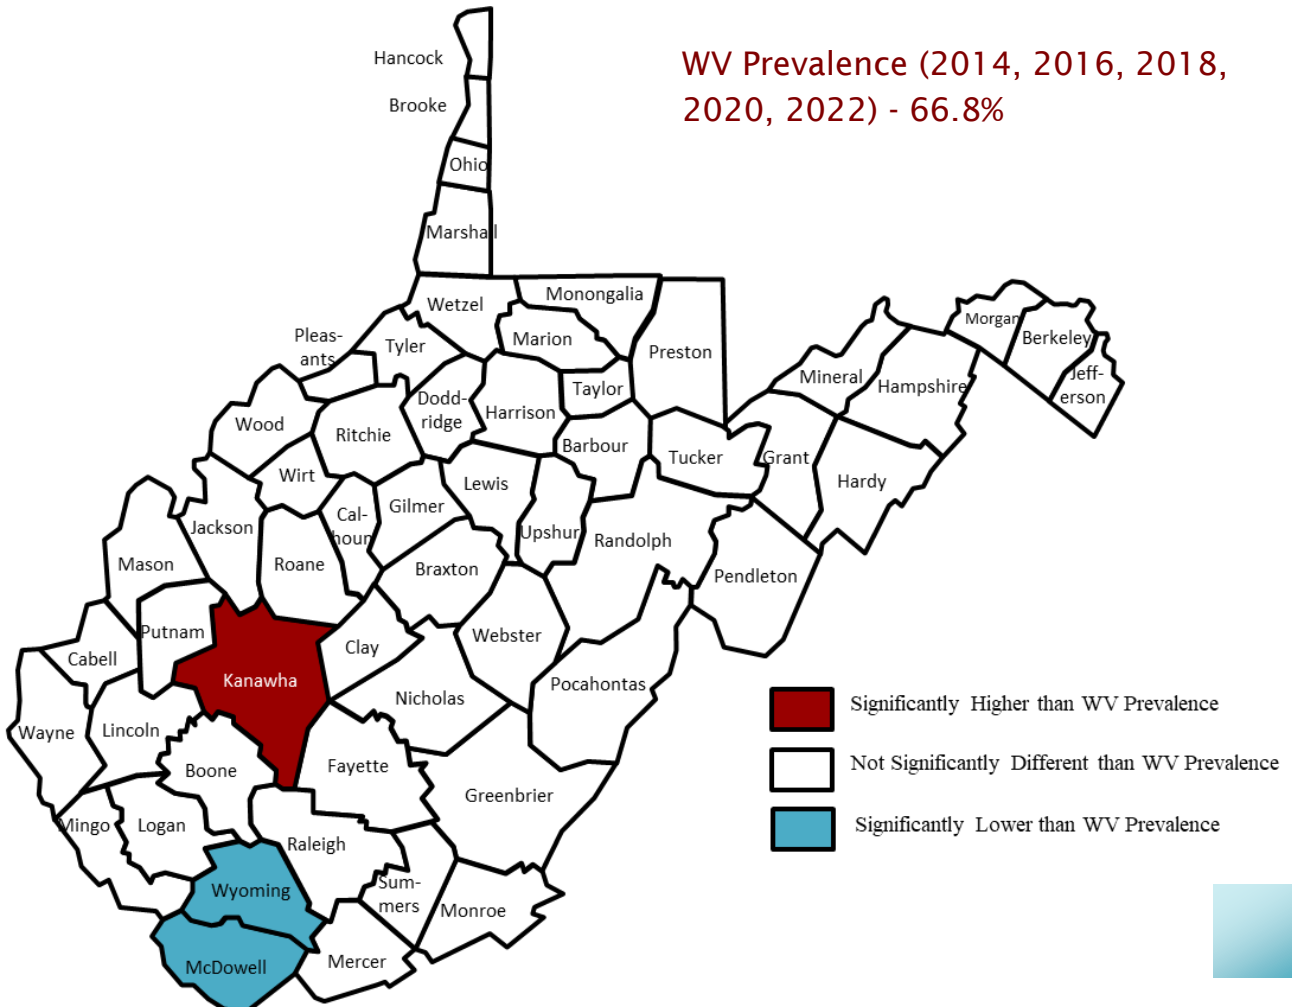 WV Prevalence (2014, 2016, 2018,
2020, 2022) - 66.8%
Hancock
Brooke
Ohio
Marshall
Wetzel
Monongalia
Marion
Pleas-
ants
Tyler
Preston
Morgan
Berkeley
Jeff-
erson
Mineral
Hampshire
Taylor
Dodd-
ridge
Harrison
Wood
Ritchie
Barbour
Tucker
Grant
Hardy
Wirt
Lewis
Gilmer
Cal-
houn
Jackson
Upshur
Randolph
Mason
Roane
Braxton
Pendleton
Putnam
Clay
Webster
Cabell
Kanawha
Nicholas
Pocahontas
Wayne
Lincoln
Boone
Fayette
Greenbrier
Mingo
Logan
Raleigh
Wyoming
Sum-
mers
Monroe
McDowell
Mercer
Significantly Higher than WV Prevalence
Not Significantly Different than WV Prevalence
Significantly Lower than WV Prevalence